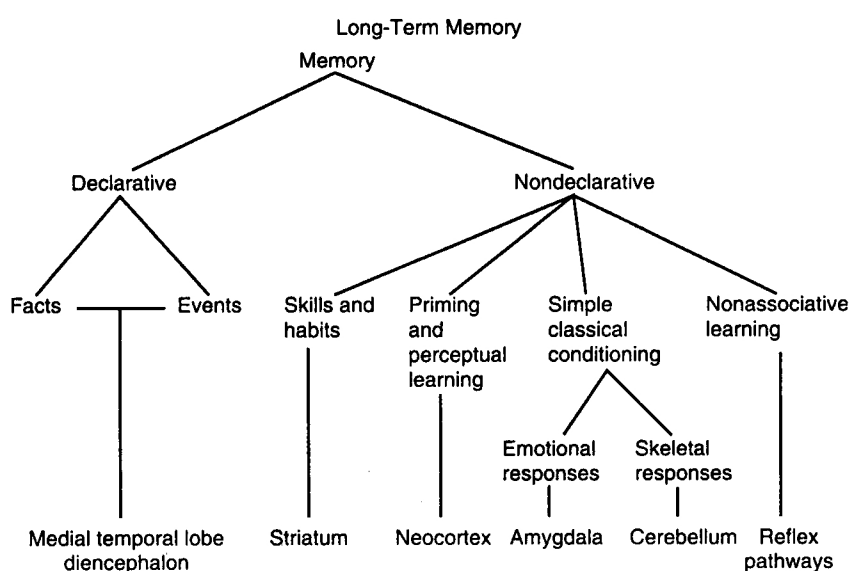 Long-Term Memory
Memory
Declarative
Nondeclarative
Facts
Events
Skills and
habits
Priming
and
perceptual
learning
Simple
classical
conditioning
Nonassociative
learning
Emotional
responses
Skeletal
responses
Medial temporal lobe
diencephalon
Striatum
Neocortex
Amygdala
Cerebellum
Reflex
pathways